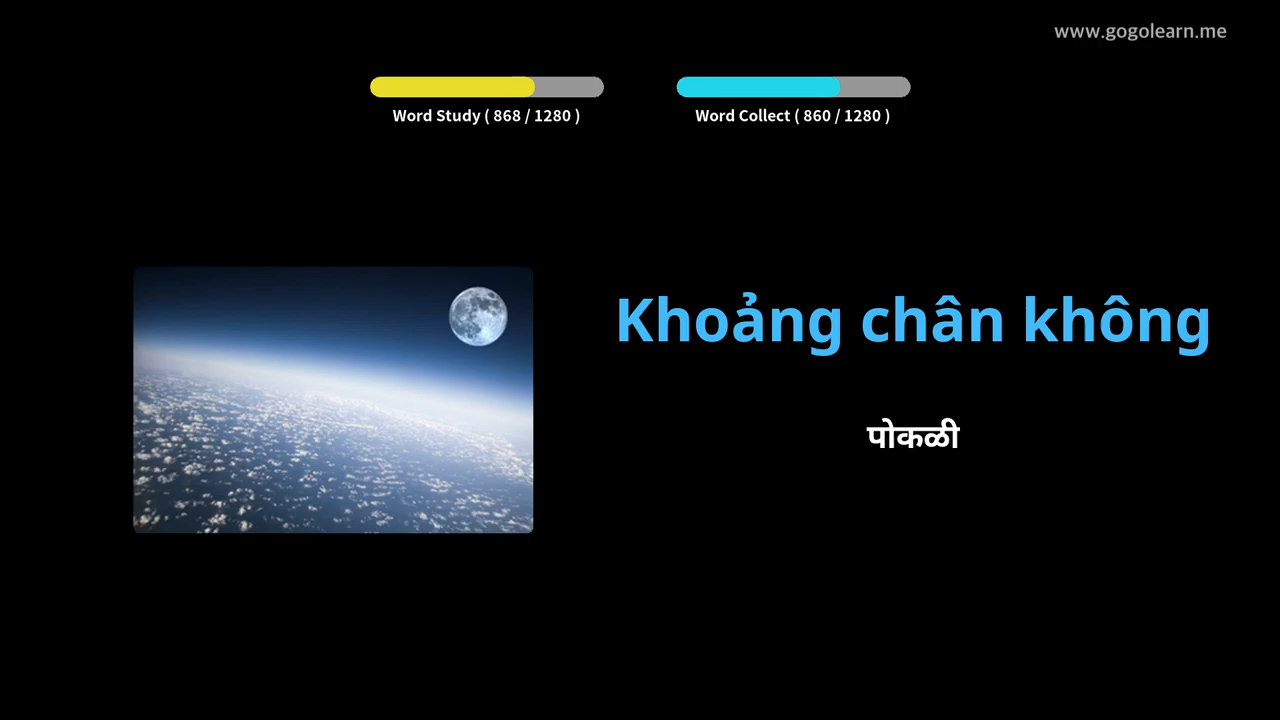 www.gogolearn.me
Word Study ( 868 / 1280 )
Word Collect ( 860 / 1280 )
Khoảng chân không
पोकळी